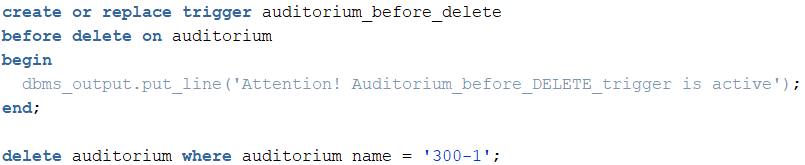 create or replace trigger auditorium_before_delete
before delete on auditorium
begin
dbms_output.put_line('Attention! Auditorium_before_DELETE_trigger is active');
end;
delete auditorium where auditorium_name = '300-1';